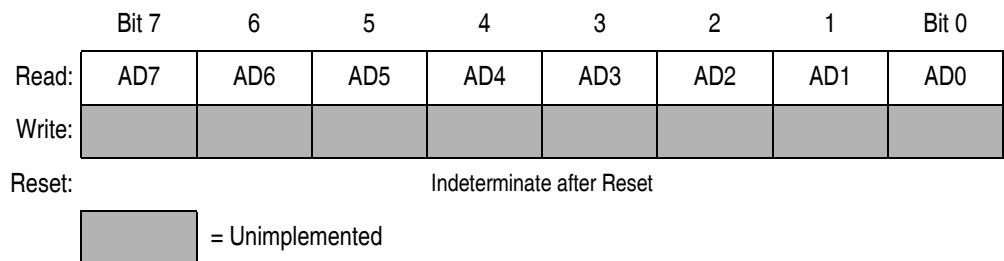 Bit 7 6 5 4 3 2 1 Bit 0
Read: AD7 AD6 AD5 AD4 AD3 AD2 AD1 AD0
Write:
Reset: Indeterminate after Reset
= Unimplemented